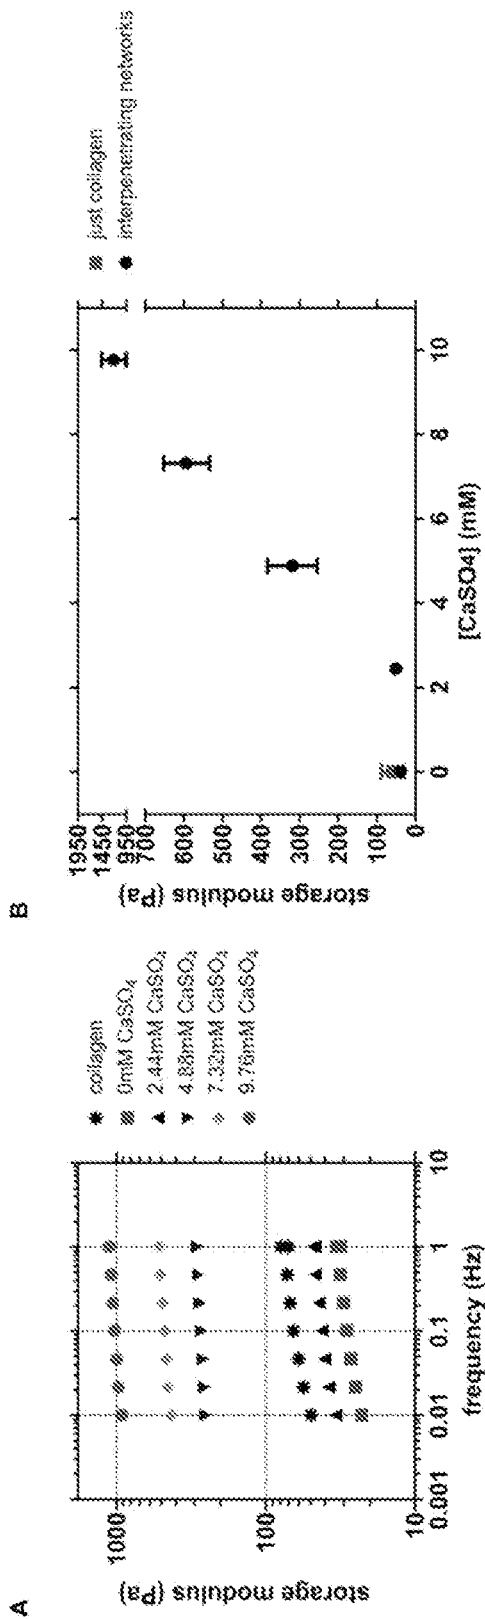 A
storage modulus (Pa)
1000
100
10
0.001
0.01
0.1
1
10
frequency (Hz)
collagen
0mM CaSO4
2.44mM CaSO4
4.88mM CaSO4
7.32mM CaSO4
9.76mM CaSO4
B
storage modulus (Pa)
1950
1450
950
700
600
500
400
300
200
100
0
0
2
4
6
8
10
[CaSO4] (mM)
just collagen
interpenetrating networks